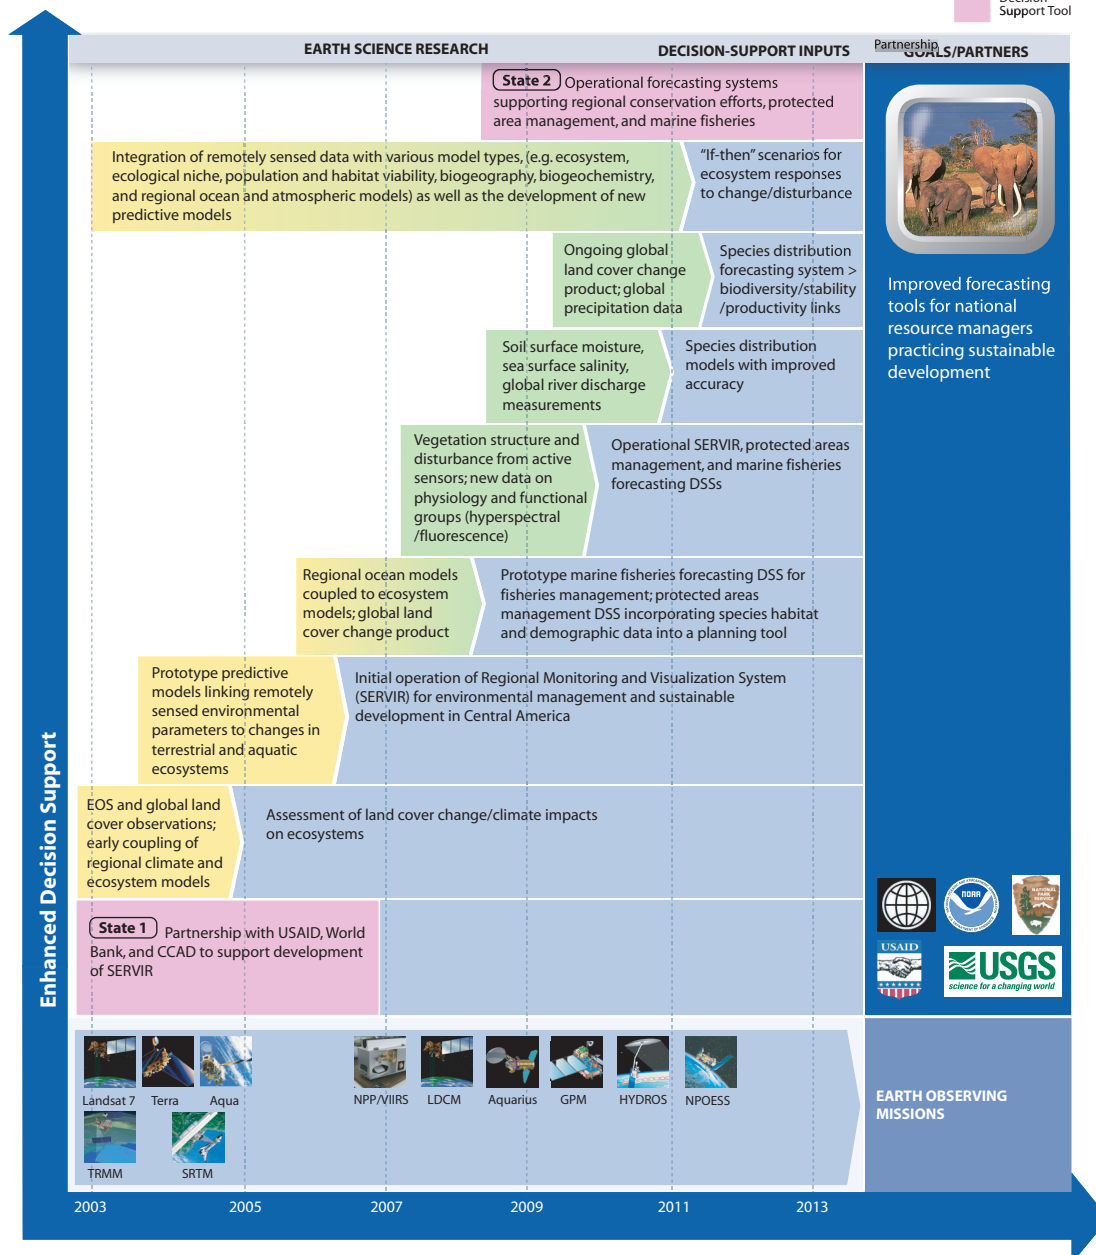 Support Tool
EARTH SCIENCE RESEARCH
DECISION-SUPPORT INPUTS
Partnership
GOALS/PARTNERS
State 2 Operational forecasting systems
supporting regional conservation efforts, protected
area management, and marine fisheries
Integration of remotely sensed data with various model types, (e.g. ecosystem,
ecological niche, population and habitat viability, biogeography, biogeochemistry,
and regional ocean and atmospheric models) as well as the development of new
predictive models
"If-then" scenarios for
ecosystem responses
to change/disturbance
Ongoing global
land cover change
product; global
precipitation data
Species distribution
forecasting system >
biodiversity/stability
/productivity links
Improved forecasting
tools for national
resource managers
practicing sustainable
development
Soil surface moisture,
sea surface salinity,
global river discharge
measurements
Species distribution
models with improved
accuracy
Vegetation structure and
disturbance from active
sensors; new data on
physiology and functional
groups (hyperspectral
/fluorescence)
Operational SERVIR, protected areas
management, and marine fisheries
forecasting DSSs
Regional ocean models
coupled to ecosystem
models; global land
cover change product
Prototype marine fisheries forecasting DSS for
fisheries management; protected areas
management DSS incorporating species habitat
and demographic data into a planning tool
Prototype predictive
models linking remotely
sensed environmental
parameters to changes in
terrestrial and aquatic
ecosystems
Initial operation of Regional Monitoring and Visualization System
(SERVIR) for environmental management and sustainable
development in Central America
EOS and global land
cover observations;
early coupling of
regional climate and
ecosystem models
Assessment of land cover change/climate impacts
on ecosystems
State 1 Partnership with USAID, World
Bank, and CCAD to support development
of SERVIR
Enhanced Decision Support
NOAA
NATIONAL
PARK
SERVICE
USAID
USGS
science for a changing world
Landsat 7
Terra
Aqua
NPP/VIIRS
LDCM
Aquarius
GPM
HYDROS
NPOESS
TRMM
SRTM
EARTH OBSERVING
MISSIONS
2003
2005
2007
2009
2011
2013